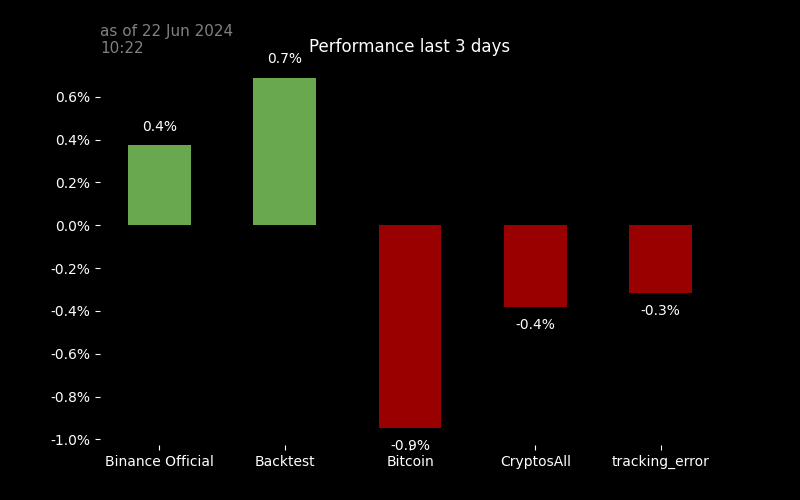 as of 22 Jun 2024
10:22
Performance last 3 days
0.7%
0.6%
0.4%
0.4%
0.2%
0.0%
-0.2%
-0.4%
-0.3%
-0.4%
-0.6%
-0.8%
-1.0%
-0.9%
Binance Official
Backtest
Bitcoin
CryptosAll
tracking_error